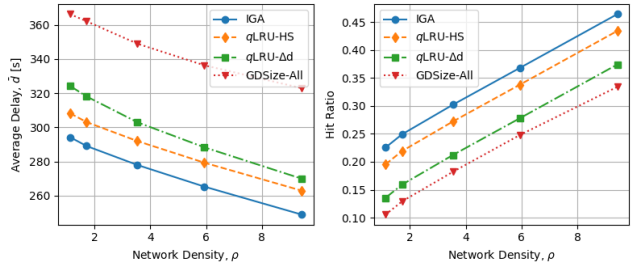 360
340
320
300
280
260
2
4
6
8
Average Delay, d̄ [s]
Network Density, ρ
IGA
qLRU-HS
qLRU-Δd
GDSize-All
0.45
0.40
0.35
0.30
0.25
0.20
0.15
0.10
2
4
6
8
Hit Ratio
Network Density, ρ
IGA
qLRU-HS
qLRU-Δd
GDSize-All